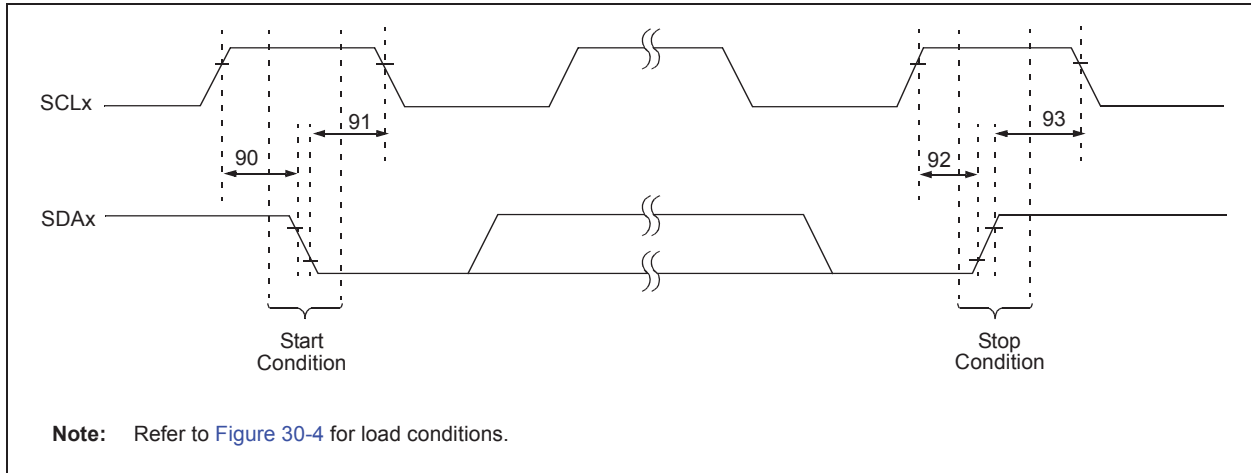 SCLx
91
93
90
92
SDAx
Start
Condition
Stop
Condition
Note: Refer to Figure 30-4 for load conditions.